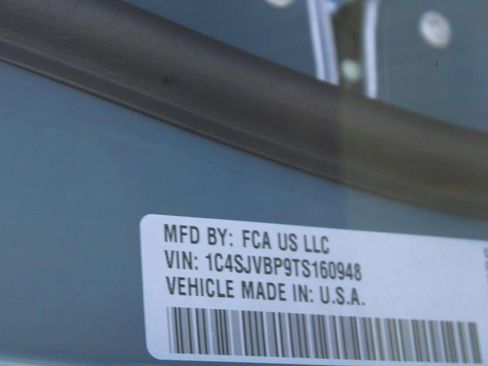 MFD BY: FCA US LLC
VIN: 1C4SJVBP9TS160948
VEHICLE MADE IN: U.S.A.